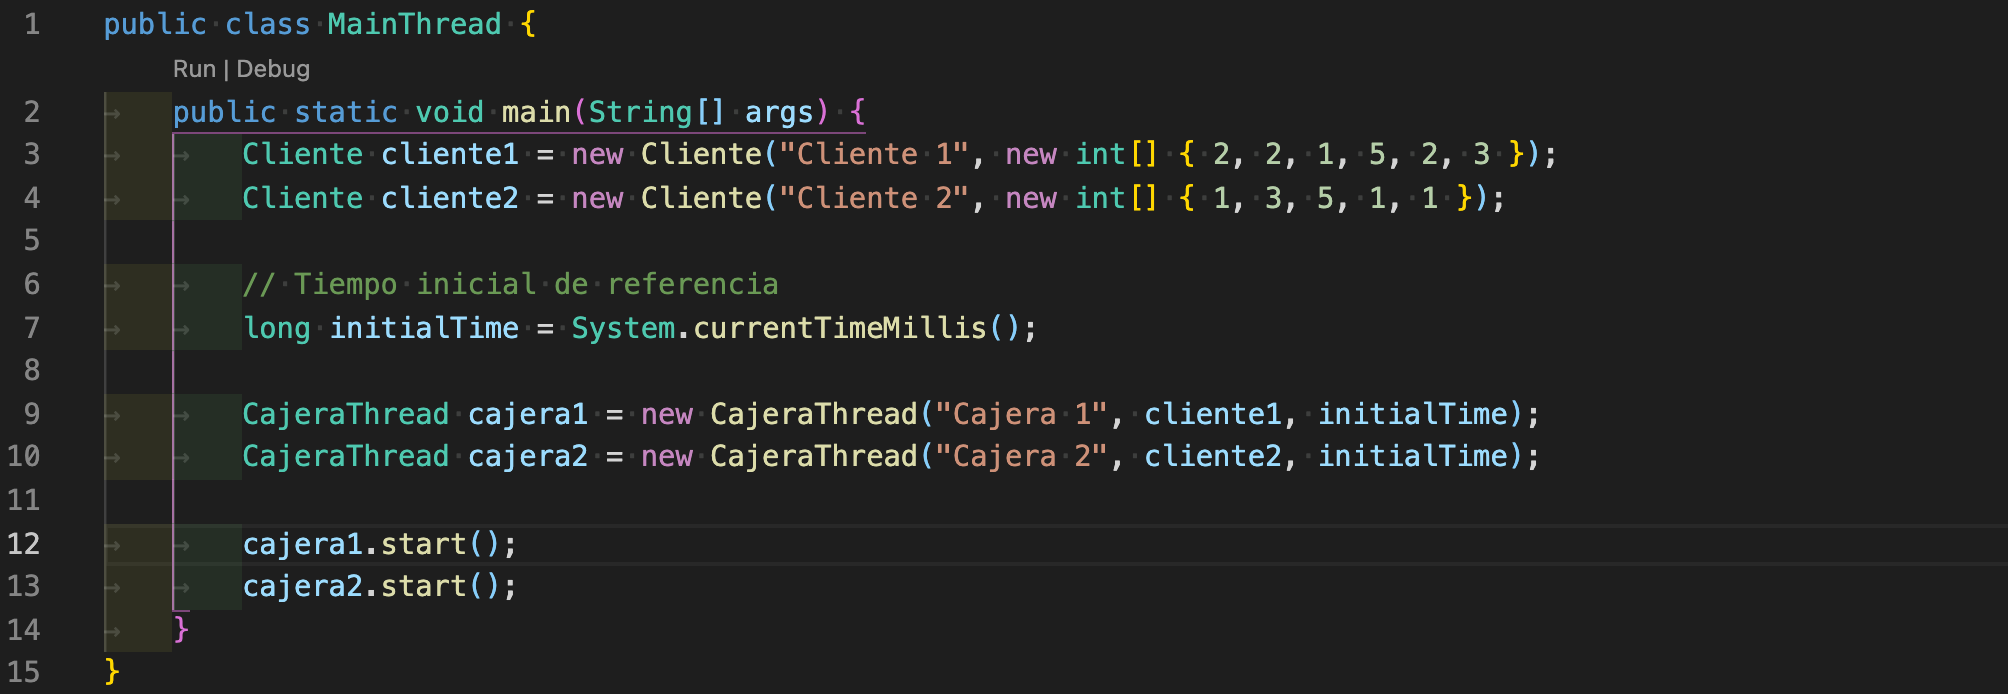 1 public class MainThread {
Run | Debug
2 public static void main(String[] args) {
3 Cliente cliente1 = new Cliente("Cliente 1", new int[] { 2, 2, 1, 5, 2, 3 });
4 Cliente cliente2 = new Cliente("Cliente 2", new int[] { 1, 3, 5, 1, 1 });
5
6 // Tiempo inicial de referencia
7 long initialTime = System.currentTimeMillis();
8
9 CajeraThread cajera1 = new CajeraThread("Cajera 1", cliente1, initialTime);
10 CajeraThread cajera2 = new CajeraThread("Cajera 2", cliente2, initialTime);
11
12 cajera1.start();
13 cajera2.start();
14 }
15 }